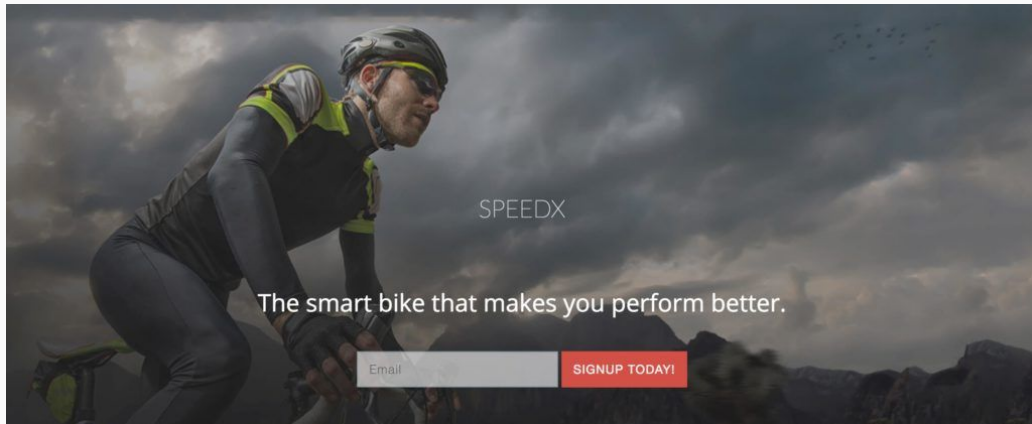 SPEEDX
The smart bike that makes you perform better.
Email
SIGNUP TODAY!